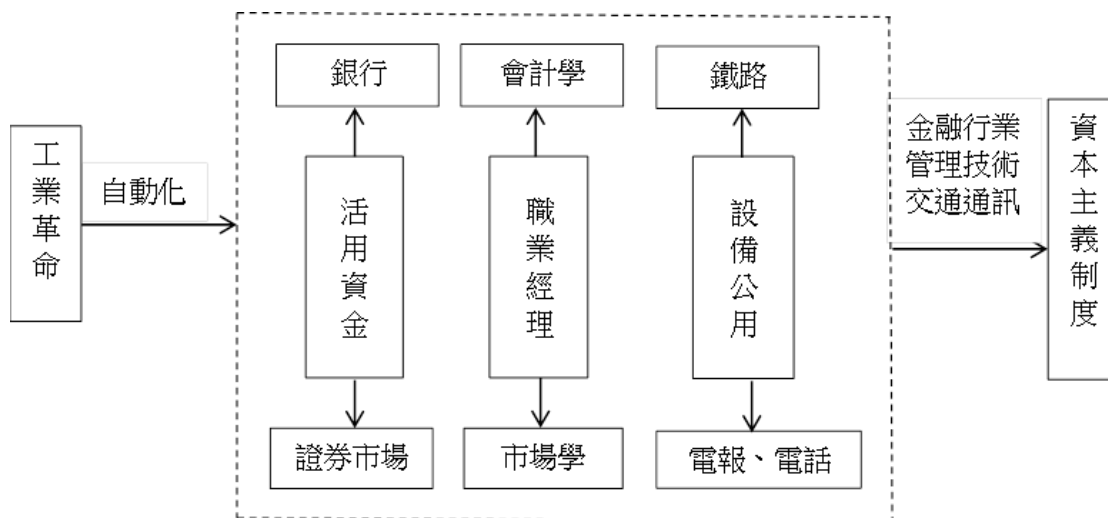 銀行
會計學
鐵路
工業革命
自動化
活用資金
職業經理
設備公用
金融行業
管理技術
交通通訊
資本主義制度
證券市場
市場學
電報、電話